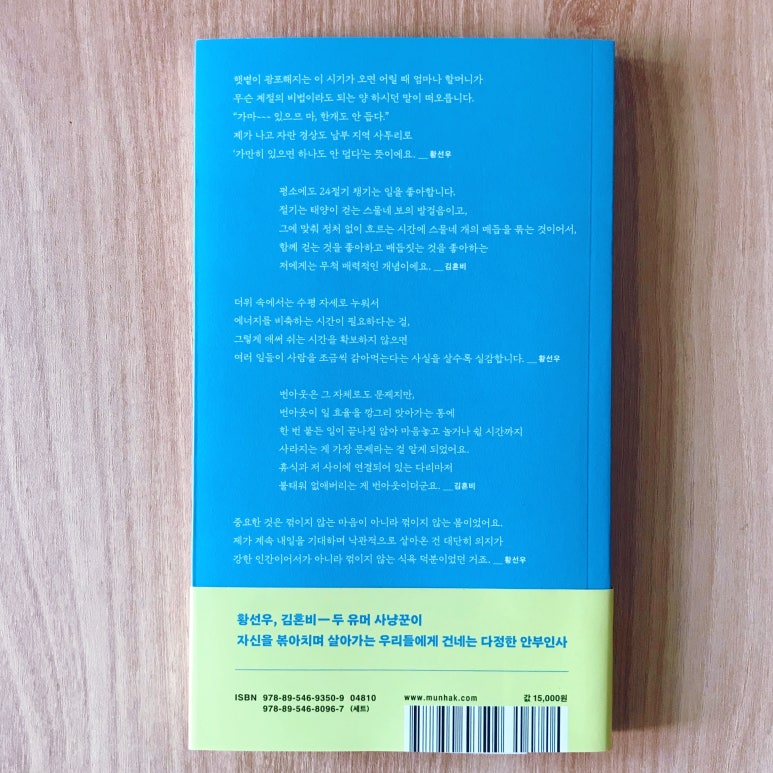 햇볕이 광포해지는 이 시기가 오면 어릴 때 엄마나 할머니가
무슨 계절의 비법이라도 되는 양 하시던 말이 떠오릅니다.
“가마~~~ 있으므 마, 한개도 안 듭다.”
제가 나고 자란 경상도 남부 지역 사투리로
‘가만히 있으면 하나도 안 덥다’는 뜻이에요. __황선우
평소에도 24절기 챙기는 일을 좋아합니다.
절기는 태양이 걷는 스물네 보의 발걸음이고,
그에 맞춰 정처 없이 흐르는 시간에 스물네 개의 매듭을 묶는 것이어서,
함께 걷는 것을 좋아하고 매듭짓는 것을 좋아하는
저에게는 무척 매력적인 개념이에요. __김혼비
더위 속에서는 수평 자세로 누워서
에너지를 비축하는 시간이 필요하다는 걸,
그렇게 애써 쉬는 시간을 확보하지 않으면
여러 일들이 사람을 조금씩 갉아먹는다는 사실을 살수록 실감합니다. __황선우
번아웃은 그 자체로도 문제지만,
번아웃이 일 효율을 깡그리 앗아가는 통에
한 번 붙든 일이 끝나질 않아 마음놓고 놀거나 쉴 시간까지
사라지는 게 가장 문제라는 걸 알게 되었어요.
휴식과 저 사이에 연결되어 있는 다리마저
불태워 없애버리는 게 번아웃이더군요. __김혼비
중요한 것은 꺾이지 않는 마음이 아니라 꺾이지 않는 몸이었어요.
제가 계속 내일을 기대하며 낙관적으로 살아온 건 대단히 의지가
강한 인간이어서가 아니라 꺾이지 않는 식욕 덕분이었던 거죠. __황선우
황선우, 김혼비—두 유머 사냥꾼이
자신을 볶아치며 살아가는 우리들에게 건네는 다정한 안부인사
ISBN 978-89-546-9350-9 04810
978-89-546-8096-7 (세트)
www.munhak.com
값 15,000원